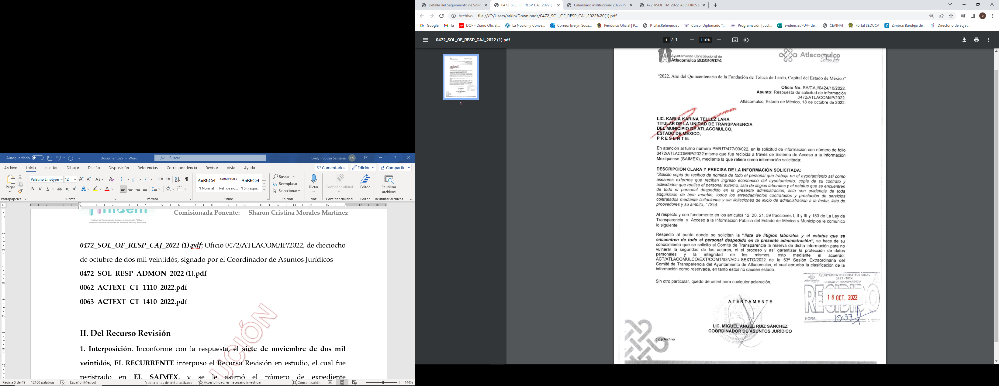 Autoguardado
Documento27 - Word
Buscar
Evelyn Souza Santana
ES
Archivo Inicio Insertar Dibujar Diseño Disposición Referencias Correspondencia Revisar Vista Ayuda
Comentarios Edición Compartir
Pegar
Palatino Linotype 12
N K S ab x₂ x²
AaBbCcI AaBbCcDdEe AaBbCcI
¶ Normal Ref. de no... ¶ Sin espa...
Buscar
Reemplazar
Seleccionar
Dictar
Confidencialidad
Editor
Reutilizar archivos
Portapapeles Fuente Párrafo Estilos Edición Voz Confidencialidad Editor Reutilizar archivos
Comisionada Ponente: Sharon Cristina Morales Martínez
Instituto de Transparencia, Acceso a la Información Pública y
Protección de Datos Personales del Estado de México y Municipios
0472_SOL_OF_RESP_CAJ_2022 (1).pdf: Oficio 0472/ATLACOM/IP/2022, de dieciocho
de octubre de dos mil veintidós, signado por el Coordinador de Asuntos Jurídicos
0472_SOL_RESP_ADMON_2022 (1).pdf
0062_ACTEXT_CT_1110_2022.pdf
0063_ACTEXT_CT_1410_2022.pdf
II. Del Recurso Revisión
1. Interposición. Inconforme con la respuesta, el siete de noviembre de dos mil
veintidós, EL RECURRENTE interpuso el Recurso Revisión en estudio, el cual fue
registrado en EL SAIMEX, y se le asignó el número de expediente
UCIÓN
Página 5 de 49 12160 palabras Español (México) Predicciones de texto: activado Accesibilidad: es necesario investigar Concentración 144%
Detalle del Seguimiento de Solic
0472_SOL_OF_RESP_CAJ_2022 (1
Calendario institucional 2022-15
472_RSOL_TM_2022_ASESORES (
Archivo file:///C:/Users/arkin/Downloads/0472_SOL_OF_RESP_CAJ_2022%20(1).pdf
Google fa DOF - Diario Oficial... La Nocion y Conce... Correo: Evelyn Souz... Periódico Oficial | P... P_citasReferencias Curso: Diplomado "... Programación | Just... Evidencias -UA- de... CEVINAI Portal SEDUCA Zimbra: Bandeja de... Directorio de Sujet...
0472_SOL_OF_RESP_CAJ_2022 (1).pdf
1 / 1
110%
1
Ayuntamiento Constitucional de
Atlacomulco 2022-2024
Atlacomulco
Somos Todos
"2022. Año del Quincentenario de la Fundación de Toluca de Lerdo, Capital del Estado de México"
Oficio No. SA/CAJ/0424/10/2022.
Asunto: Respuesta de solicitud de información
0472/ATLACOM/IP/2022.
Atlacomulco, Estado de México, 18 de octubre de 2022.
LIC. KARLA KARINA TELLEZ LARA
TITULAR DE LA UNIDAD DE TRANSPARENCIA
DEL MUNICIPIO DE ATLACOMULCO,
ESTADO DE MÉXICO,
P R E S E N T E:
En atención al turno número PM/UT/477/03/022, en la solicitud de información con número de folio
0472/ATLACOM/IP/2022 misma que fue recibida a través de Sistema de Acceso a la Información
Mexiquense (SAIMEX), mediante la que refiere como información solicitada:
DESCRIPCIÓN CLARA Y PRECISA DE LA INFORMACIÓN SOLICITADA:
"Solicito copia de recibos de nomina de todo el personal que trabaja en el ayuntamiento asi como
asesores externos que reciban ingreso economico del ayuntamiento, copia de su contrato y
actividades que realiza el personal externo, lista de litigios laborales y el estatus que se encuentren
de todo el personal despedido en la presente administracion, lista con evidencia de toda
adquisición de bien mueble, todos los arrendamientos contratados y prestación de servicios
contratados mediante licitaciones y sin licitaciones de inicio de administracion a la fecha, lista de
proovedores y su ambito,." (Sic).
Al respecto y con fundamento en los artículos 12, 20, 21, 59 fracciones I, II y III y 153 de La Ley de
Transparencia y Acceso a la Información Pública del Estado de México y Municipios le comunico
lo siguiente:
Respecto al punto donde se solicitan la "lista de litigios laborales y el estatus que se
encuentren de todo el personal despedido en la presente administración", se hace de su
conocimiento que se solicito al Comité de Transparencia la reserva de dicha información para no
vulnerar la seguridad de los actores, ni el proceso y así garantizar la protección de datos
personales y la integridad de los mismos, esto mediante el acuerdo:
ACT/ATLACOMULCO/EXT/COMT/63ª/ACU-SEXTO/2022 de la 63ª Sesión Extraordinaria del
Comité de Transparencia del Ayuntamiento de Atlacomulco, el cual aprueba la clasificación de la
información como reservada, en tanto estos no causen estado.
Sin otro particular, quedo de usted para cualquier aclaración.
AYUNTAMIENTO CONSTITUCIONAL
2022 - 2024
Atlacomulco UNIDAD DE TRANSPARENCIA
RECIBIDO
18 OCT. 2022
HORA: 15:37
A T E N T A M E N T E
LIC. MIGUEL ÁNGEL RUIZ SÁNCHEZ
COORDINADOR DE ASUNTOS JURÍDICO
c.c.p Archivo